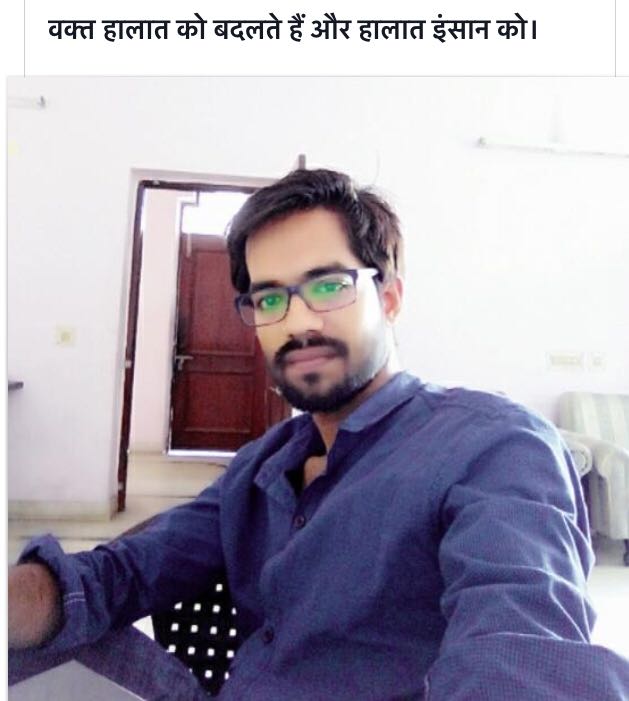 वक्त हालात को बदलते हैं और हालात इंसान को।